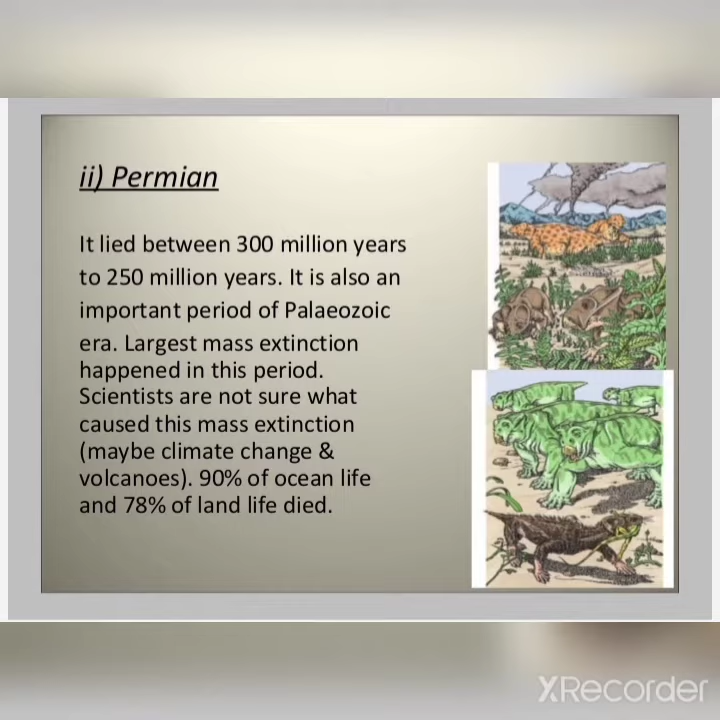 ii) Permian
It lied between 300 million years
to 250 million years. It is also an
important period of Palaeozoic
era. Largest mass extinction
happened in this period.
Scientists are not sure what
caused this mass extinction
(maybe climate change &
volcanoes). 90% of ocean life
and 78% of land life died.
XRecorder